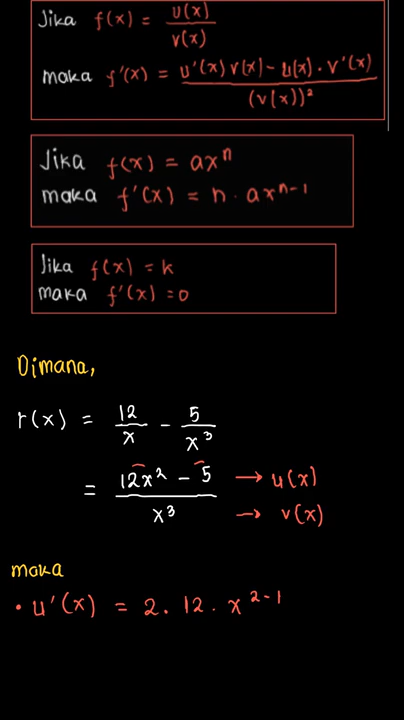 Jika f(x) = u(x)/v(x)
maka f'(x) = u'(x) v(x) - u(x) · v'(x) / (v(x))²
Jika f(x) = axⁿ
maka f'(x) = n · axⁿ⁻¹
Jika f(x) = k
maka f'(x) = 0
Dimana,
r(x) = 12/x - 5/x³
= 12x² - 5 / x³ → u(x) → v(x)
maka
• u'(x) = 2 . 12 . x²⁻¹